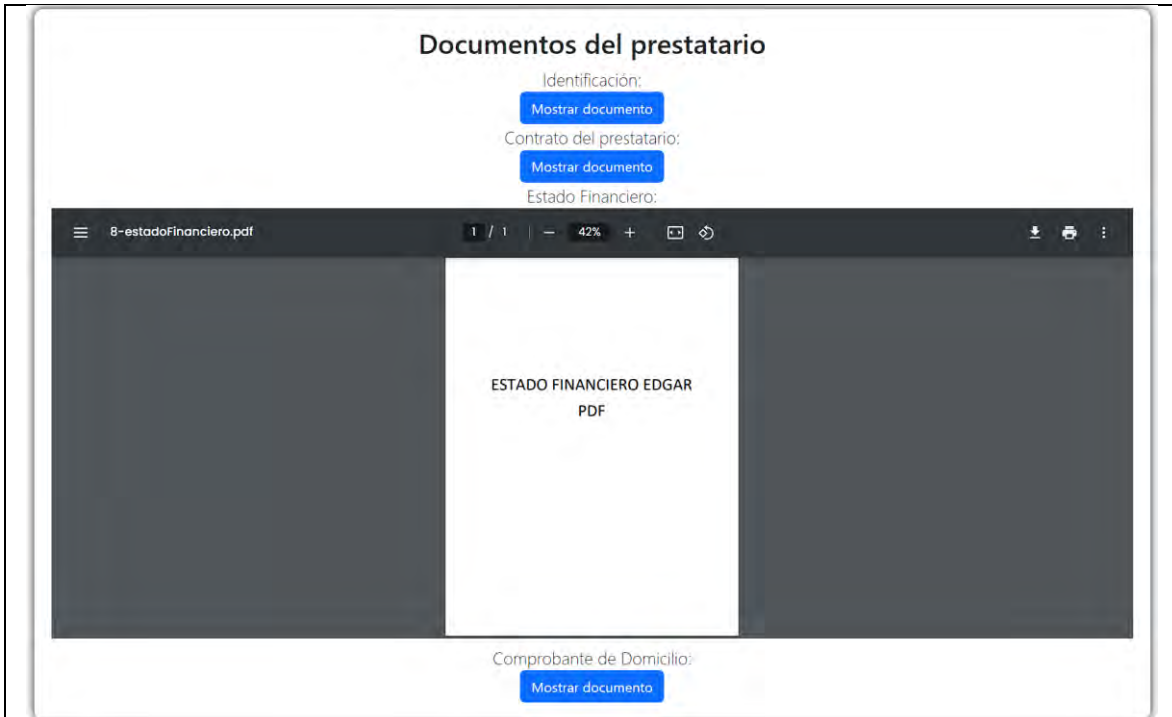 Documentos del prestatario
Identificación:
Mostrar documento
Contrato del prestatario:
Mostrar documento
Estado Financiero:
8-estadoFinanciero.pdf 1 / 1 42%
ESTADO FINANCIERO EDGAR
PDF
Comprobante de Domicilio:
Mostrar documento